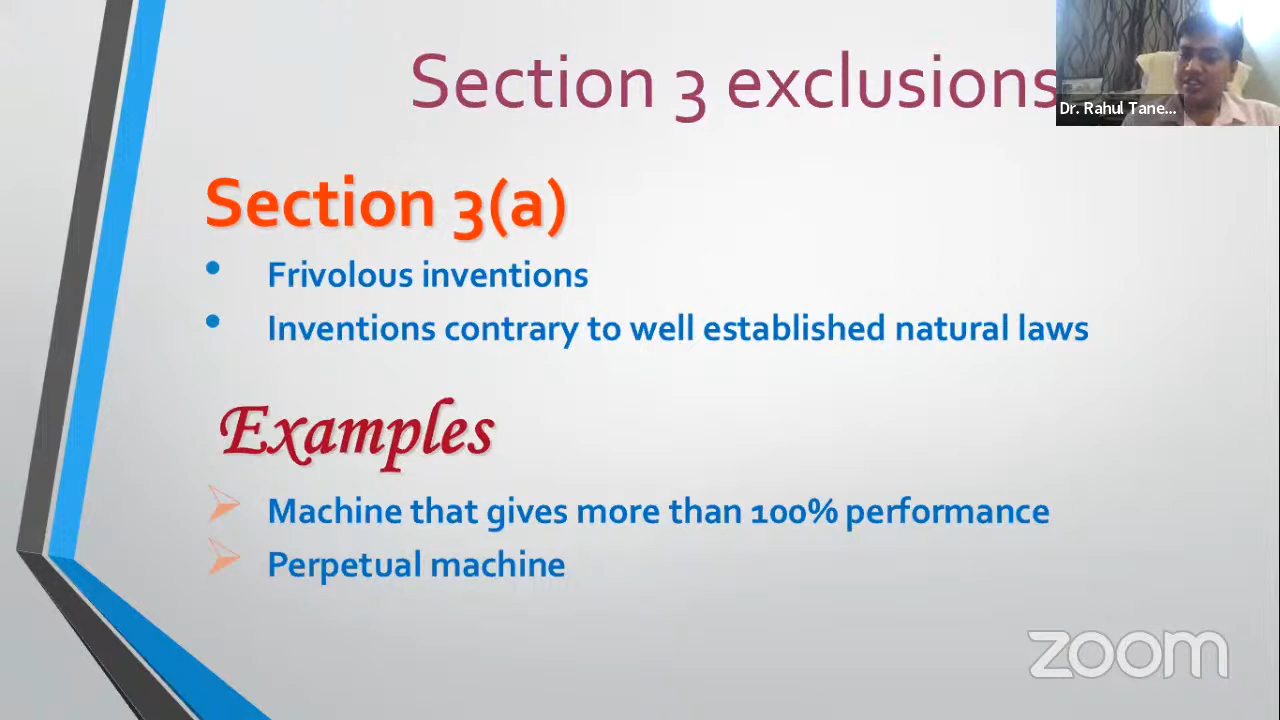 Section 3 exclusions
Dr. Rahul Tane...
Section 3(a)
• Frivolous inventions
• Inventions contrary to well established natural laws
Examples
Machine that gives more than 100% performance
Perpetual machine
zoom